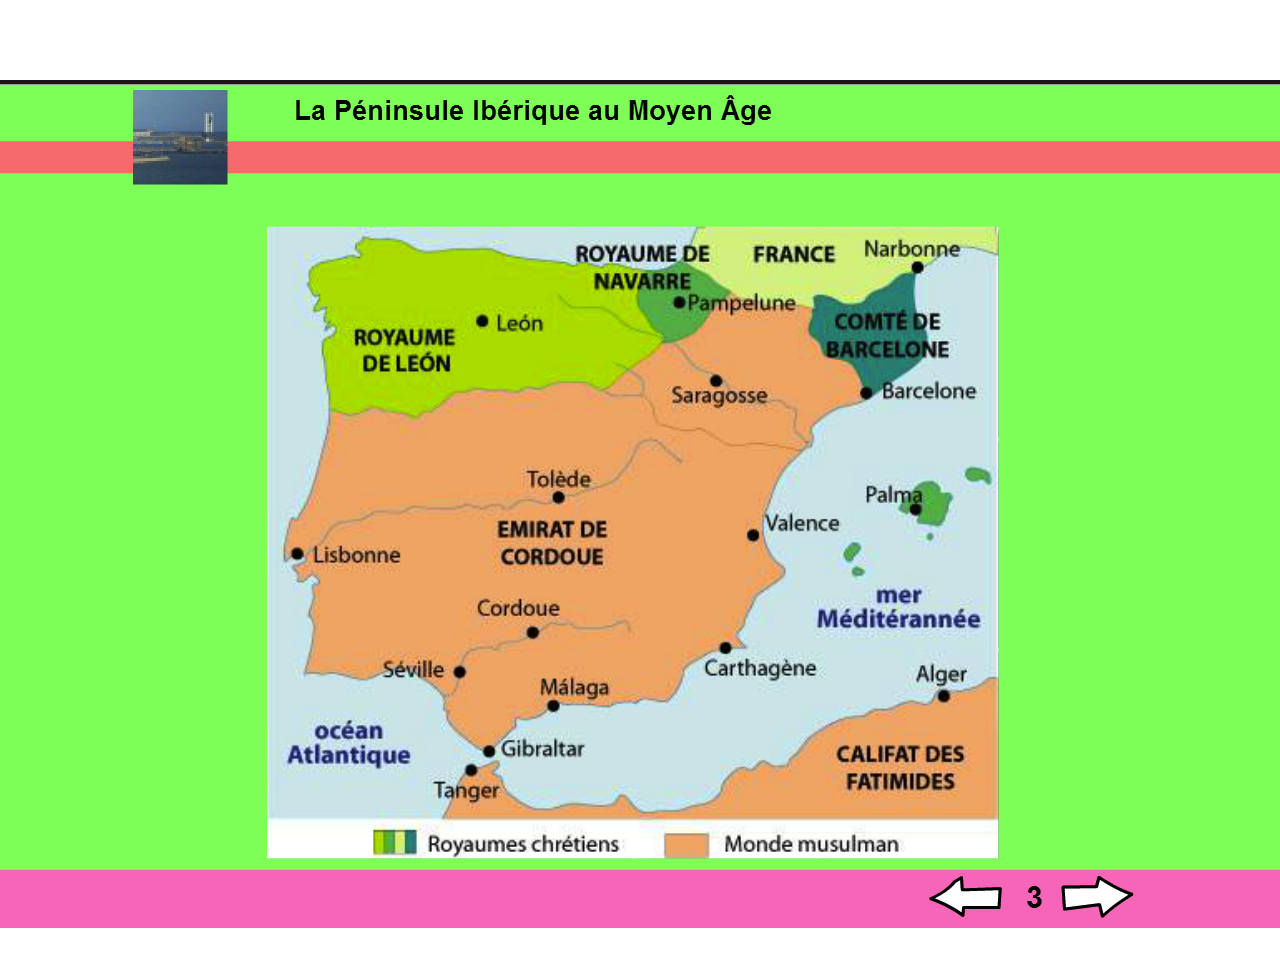 La Péninsule Ibérique au Moyen Âge
ROYAUME DE
NAVARRE
FRANCE
Narbonne
Pampelune
León
ROYAUME
DE LEÓN
COMTÉ DE
BARCELONE
Saragosse
Barcelone
Tolède
Palma
EMIRAT DE
CORDOUE
Valence
Lisbonne
mer
Méditérannée
Cordoue
Séville
Carthagène
Málaga
Alger
océan
Atlantique
Gibraltar
CALIFAT DES
FATIMIDES
Tanger
Royaumes chrétiens
Monde musulman
3